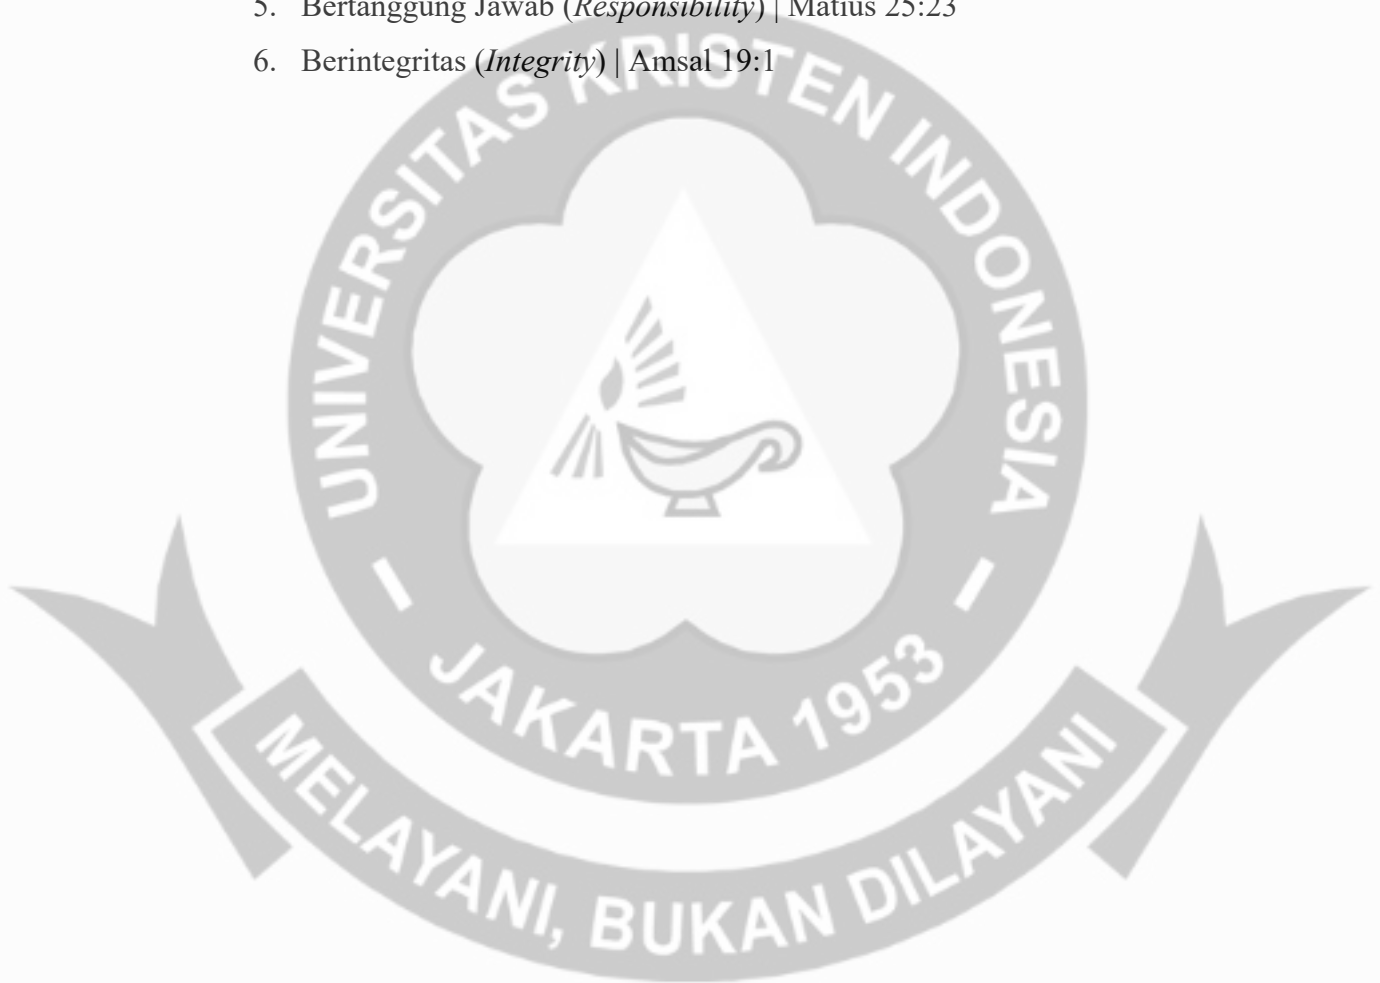 5. Bertanggung Jawab (Responsibility) | Matius 25:23
6. Berintegritas (Integrity) | Amsal 19:1
UNIVERSITAS KRISTEN INDONESIA
JAKARTA 1953
MELAYANI, BUKAN DILAYANI